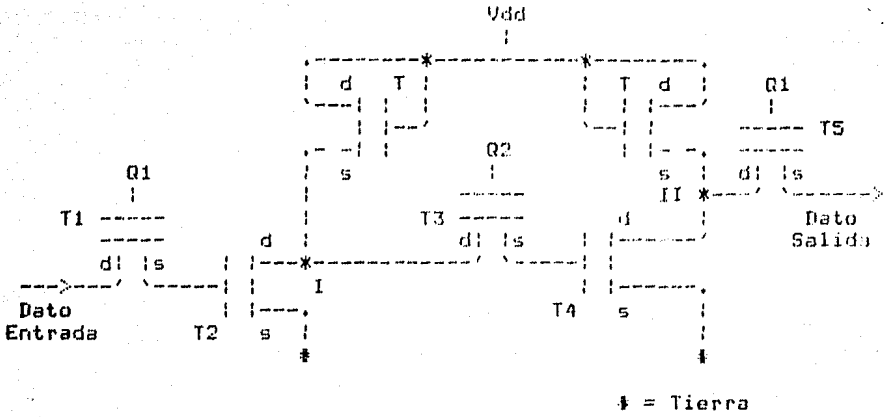 Vdd
d T T d Q1
T5
s Q2 s d s
Q1 II
T1 T3 d Dato
Salida
d d s
d s I
Dato
Entrada T2 s T4 s
# #
# = Tierra